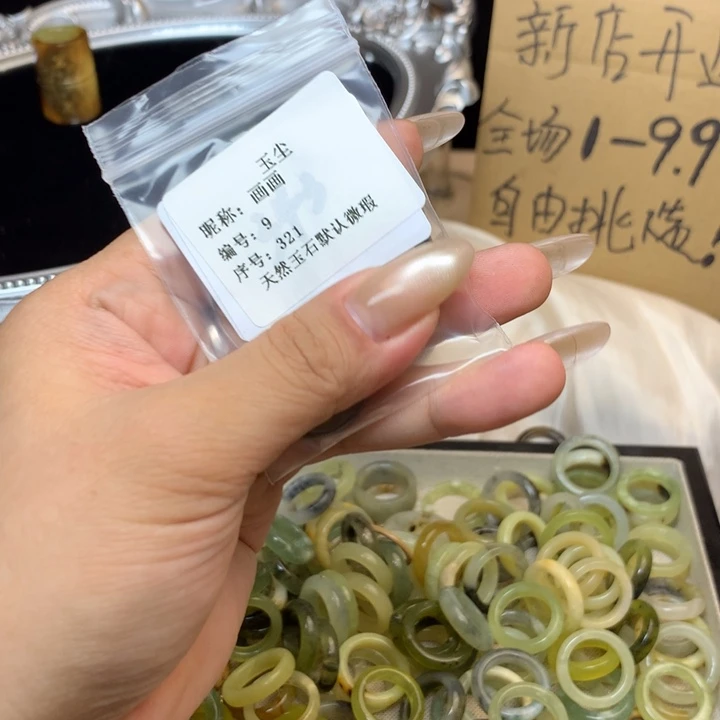 玉尘
昵称：画画
编号：9
序号：321
天然玉石默认微瑕
新店开业
全场1-9.9
自由挑选！